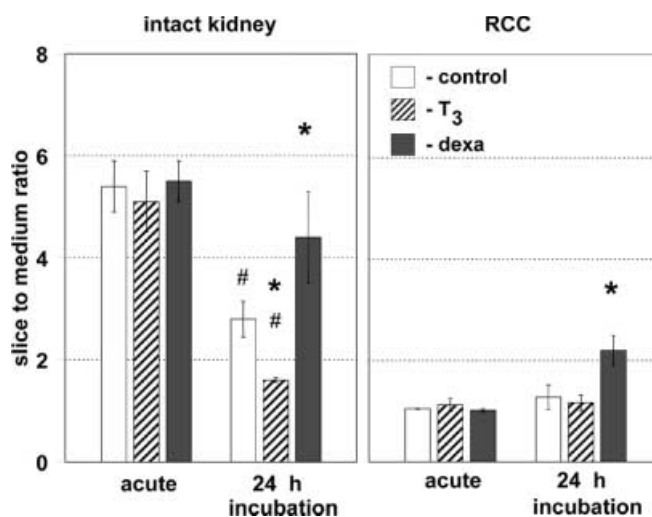 intact kidney
RCC
slice to medium ratio
8
6
4
2
0
- control
- T3
- dexa
*
#
*
#
*
acute
24 h
incubation
acute
24 h
incubation